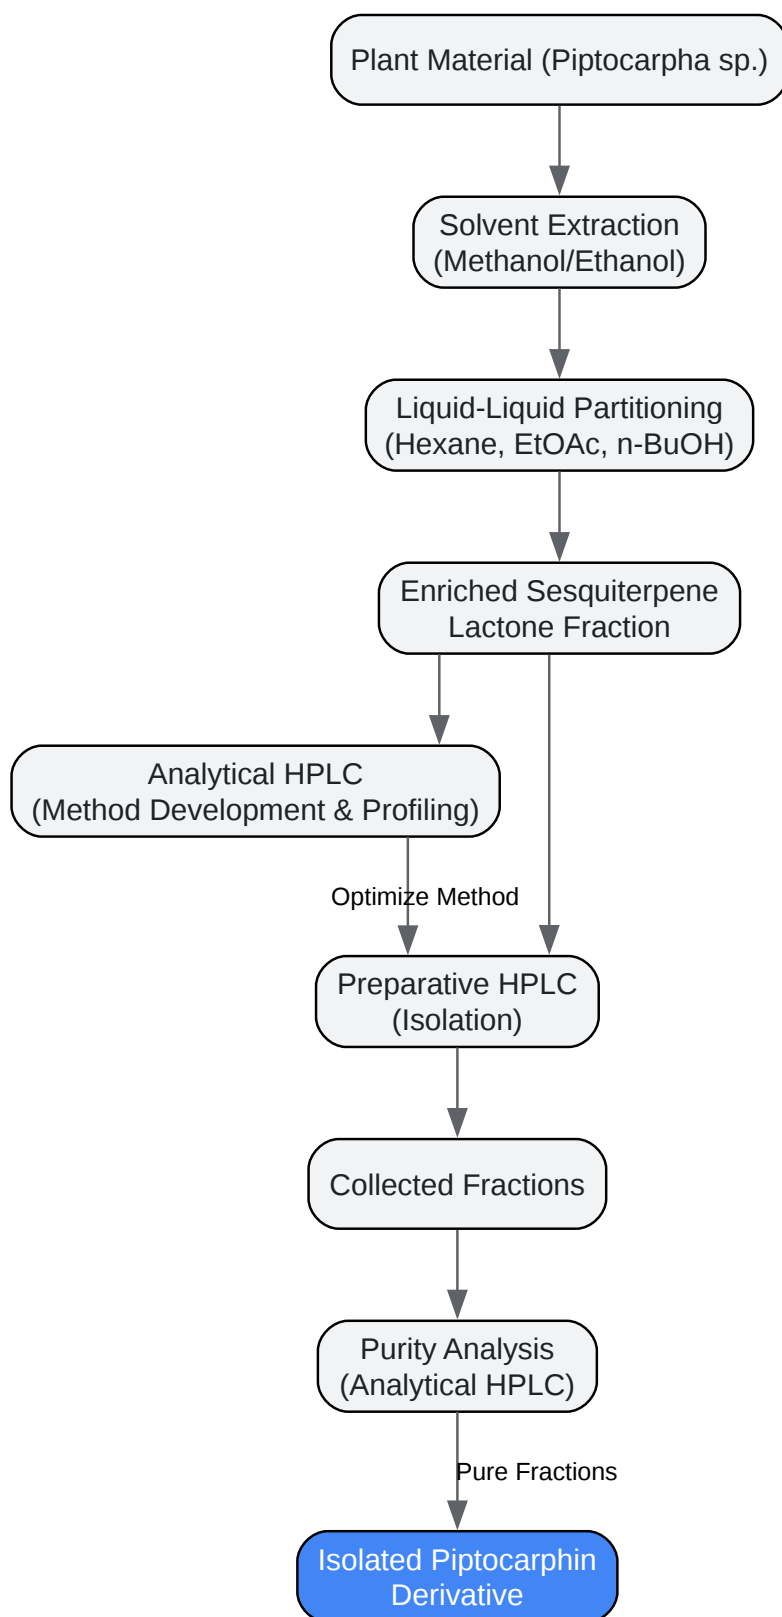 Plant Material (Piptocarpha sp.)
Solvent Extraction
(Methanol/Ethanol)
Liquid-Liquid Partitioning
(Hexane, EtOAc, n-BuOH)
Enriched Sesquiterpene
Lactone Fraction
Analytical HPLC
(Method Development & Profiling)
Optimize Method
Preparative HPLC
(Isolation)
Collected Fractions
Purity Analysis
(Analytical HPLC)
Pure Fractions
Isolated Piptocarphin
Derivative